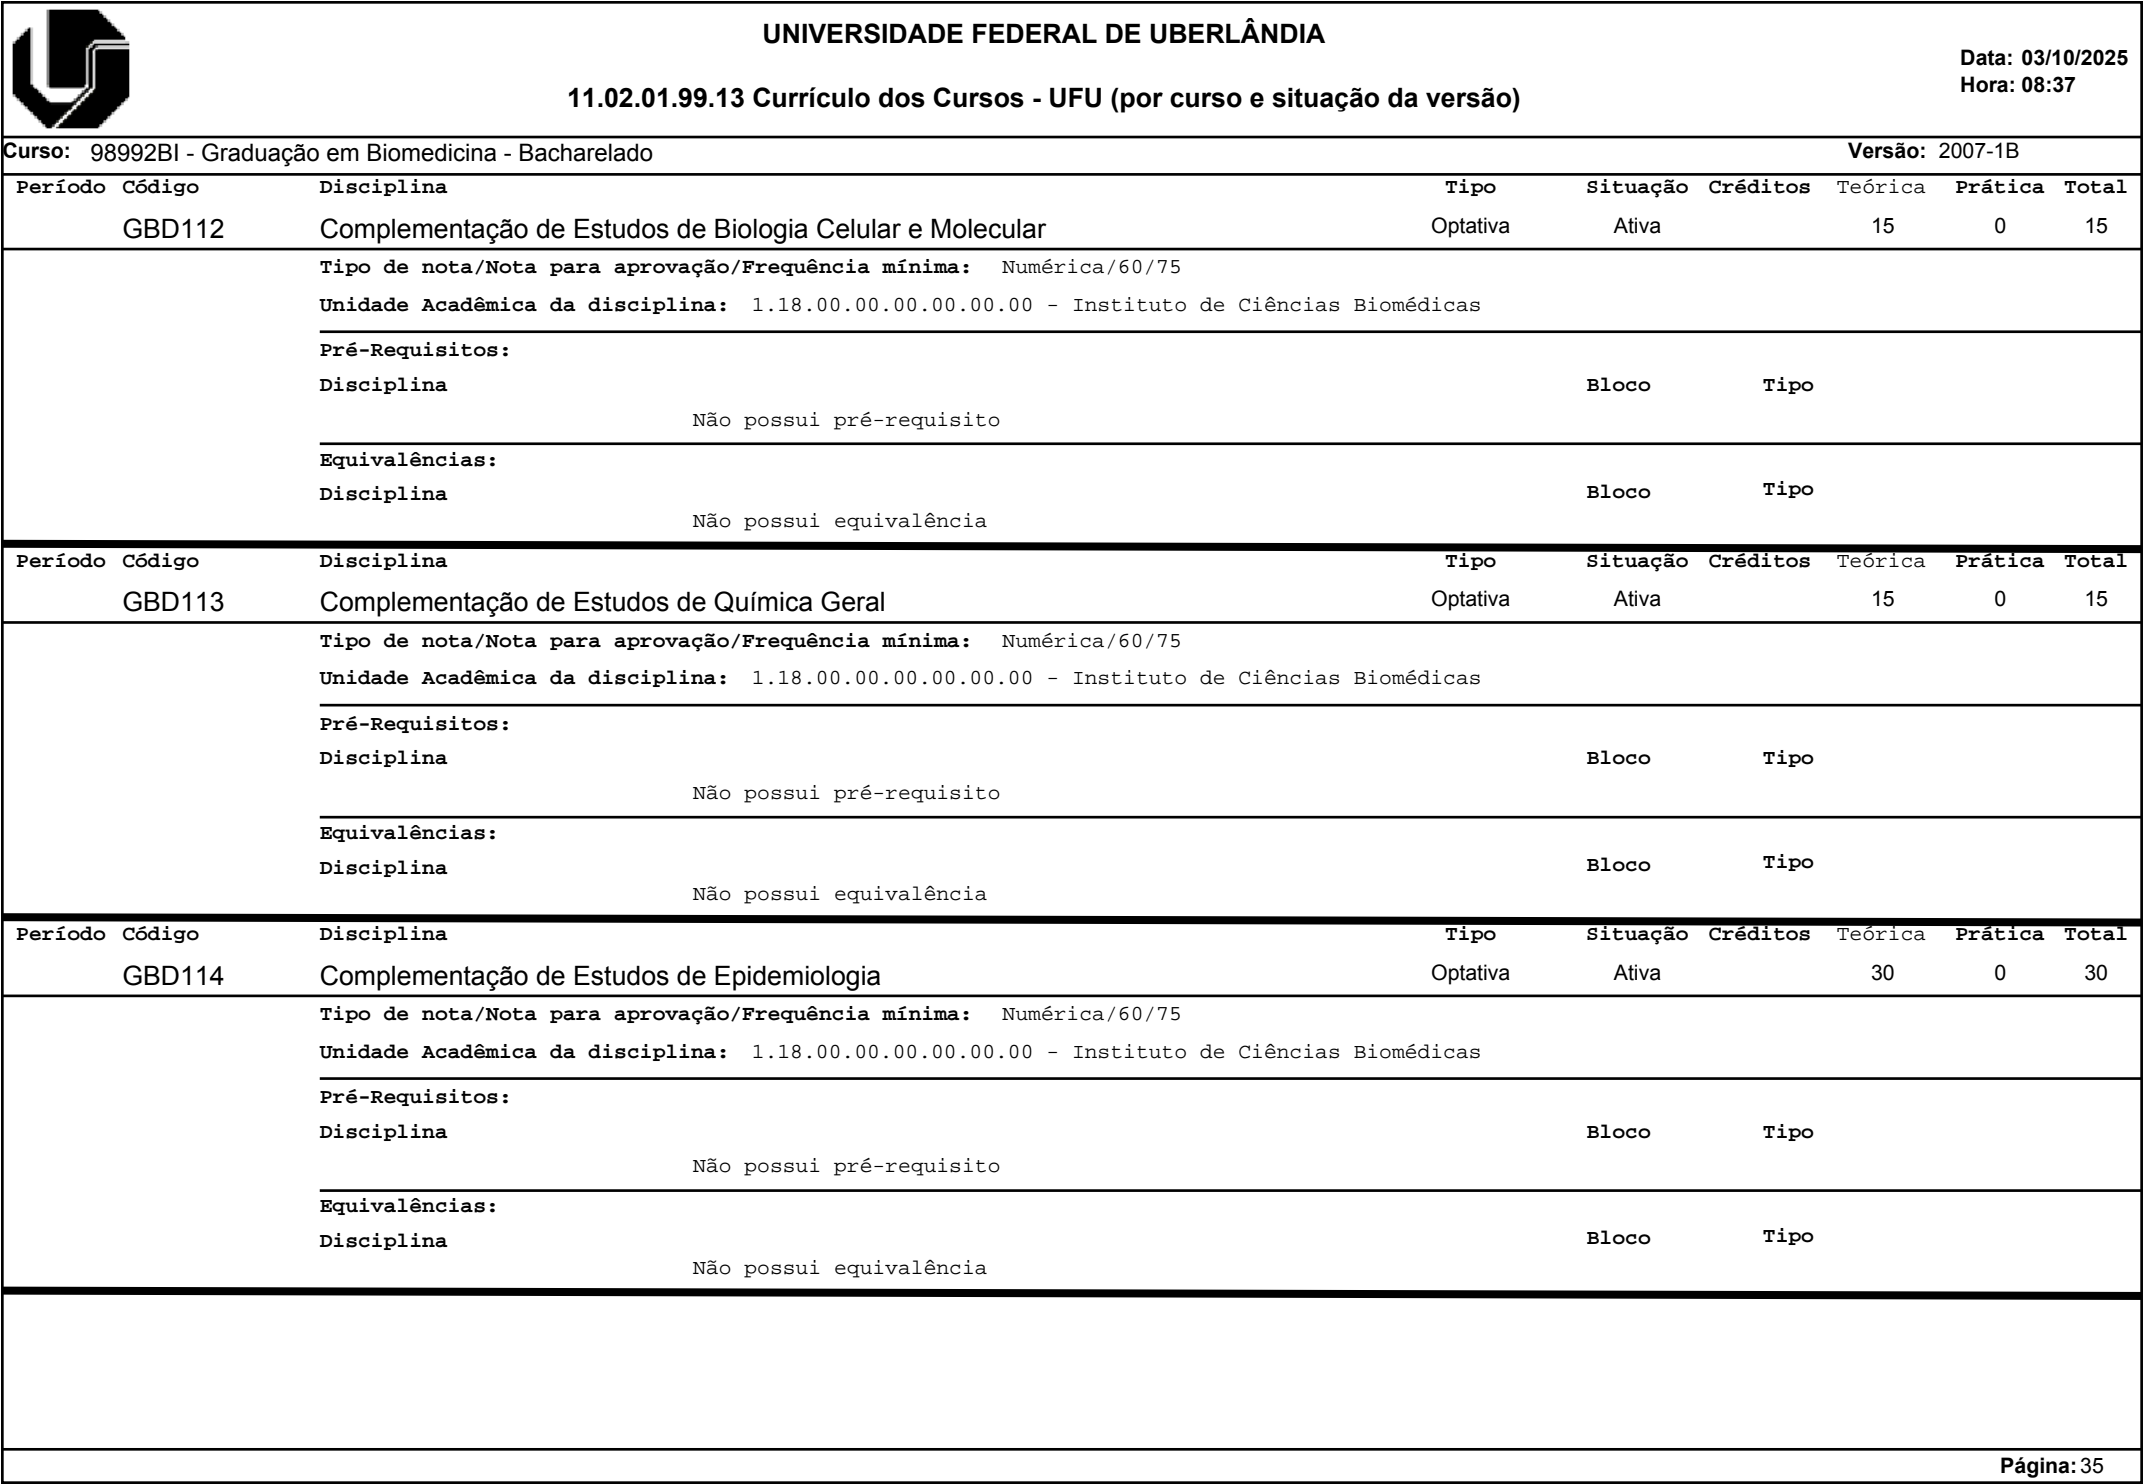 UNIVERSIDADE FEDERAL DE UBERLÂNDIA
Data: 03/10/2025
Hora: 08:37
11.02.01.99.13 Currículo dos Cursos - UFU (por curso e situação da versão)
Curso: 98992BI - Graduação em Biomedicina - Bacharelado Versão: 2007-1B
Período Código Disciplina Tipo Situação Créditos Teórica Prática Total
GBD112 Complementação de Estudos de Biologia Celular e Molecular Optativa Ativa 15 0 15
Tipo de nota/Nota para aprovação/Frequência mínima: Numérica/60/75
Unidade Acadêmica da disciplina: 1.18.00.00.00.00.00.00 - Instituto de Ciências Biomédicas
Pré-Requisitos:
Disciplina Bloco Tipo
Não possui pré-requisito
Equivalências:
Disciplina Bloco Tipo
Não possui equivalência
Período Código Disciplina Tipo Situação Créditos Teórica Prática Total
GBD113 Complementação de Estudos de Química Geral Optativa Ativa 15 0 15
Tipo de nota/Nota para aprovação/Frequência mínima: Numérica/60/75
Unidade Acadêmica da disciplina: 1.18.00.00.00.00.00.00 - Instituto de Ciências Biomédicas
Pré-Requisitos:
Disciplina Bloco Tipo
Não possui pré-requisito
Equivalências:
Disciplina Bloco Tipo
Não possui equivalência
Período Código Disciplina Tipo Situação Créditos Teórica Prática Total
GBD114 Complementação de Estudos de Epidemiologia Optativa Ativa 30 0 30
Tipo de nota/Nota para aprovação/Frequência mínima: Numérica/60/75
Unidade Acadêmica da disciplina: 1.18.00.00.00.00.00.00 - Instituto de Ciências Biomédicas
Pré-Requisitos:
Disciplina Bloco Tipo
Não possui pré-requisito
Equivalências:
Disciplina Bloco Tipo
Não possui equivalência
Página: 35